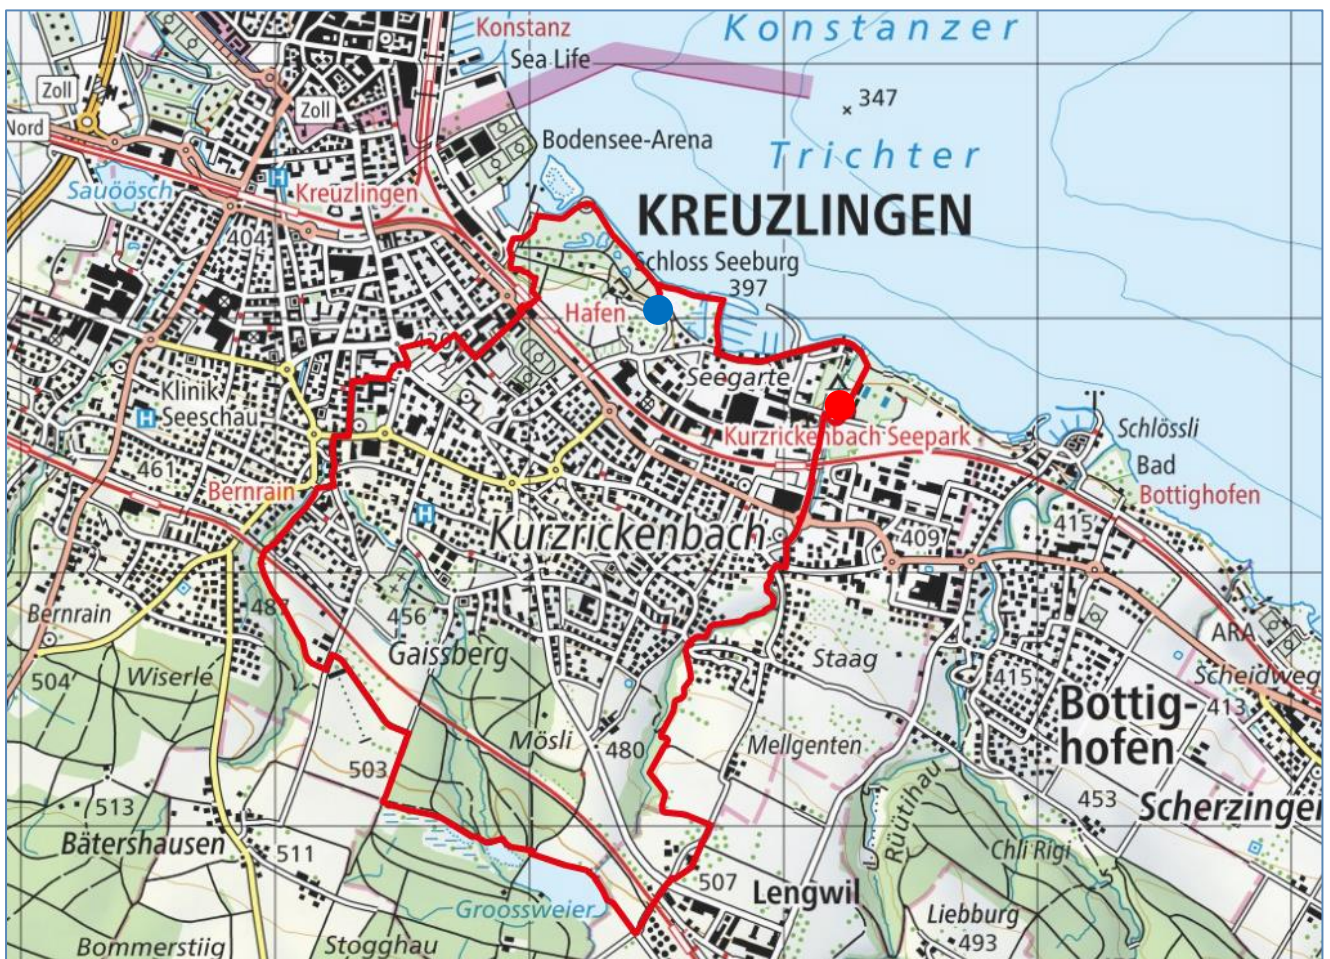 Konstanz
Sea Life
Konstanzer
Zoll
Zoll
347
Nord
Bodensee-Arena
Trichter
H
Sauöösch
Kreuzlingen
KREUZLINGEN
404
Schloss Seeburg
397
Hafen
Klinik
Seeschau
H
Seegarte
Kurzrickenbach Seepark
Schlössli
Bad
Bottighofen
461
Bernrain
H
Kurzrickenbach
409
415
487
456
Bernrain
Gaissberg
Staag
ARA
Scheidweg
504
Wiserle
415
413
Bottig-
hofen
Mösli
480
Mellgenten
503
513
453
Scherzinger
Bätershausen
511
Rüütihau
Chli Rigi
507
Lengwil
Groossweier
Liebburg
493
Bommerstiig
Stogghau